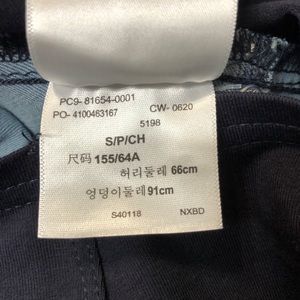 PC9- 81654-0001
PO- 4100463167 CW- 0620
5198
S/P/CH
尺码 155/64A
허리둘레 66cm
엉덩이둘레 91cm
S40118 NXBD